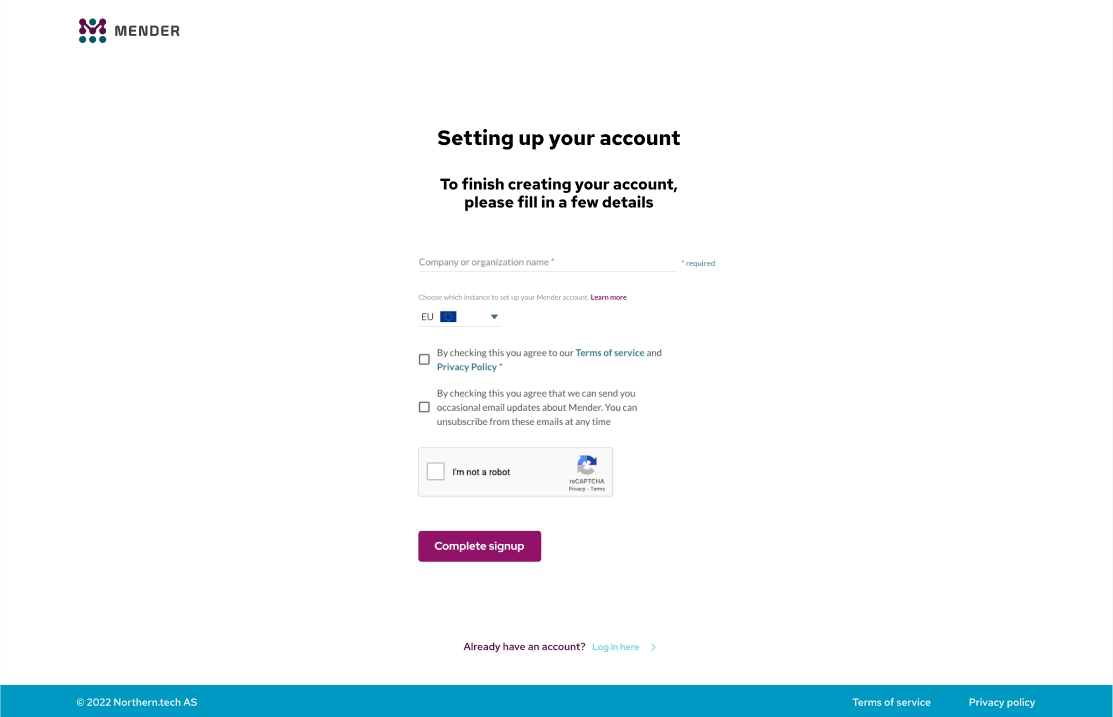 MENDER
Setting up your account
To finish creating your account,
please fill in a few details
Company or organization name *
* required
Choose which instance to set up your Mender account. Learn more
EU
By checking this you agree to our Terms of service and
Privacy Policy *
By checking this you agree that we can send you
occasional email updates about Mender. You can
unsubscribe from these emails at any time
I'm not a robot
reCAPTCHA
Privacy - Terms
Complete signup
Already have an account? Log in here
© 2022 Northern.tech AS
Terms of service
Privacy policy